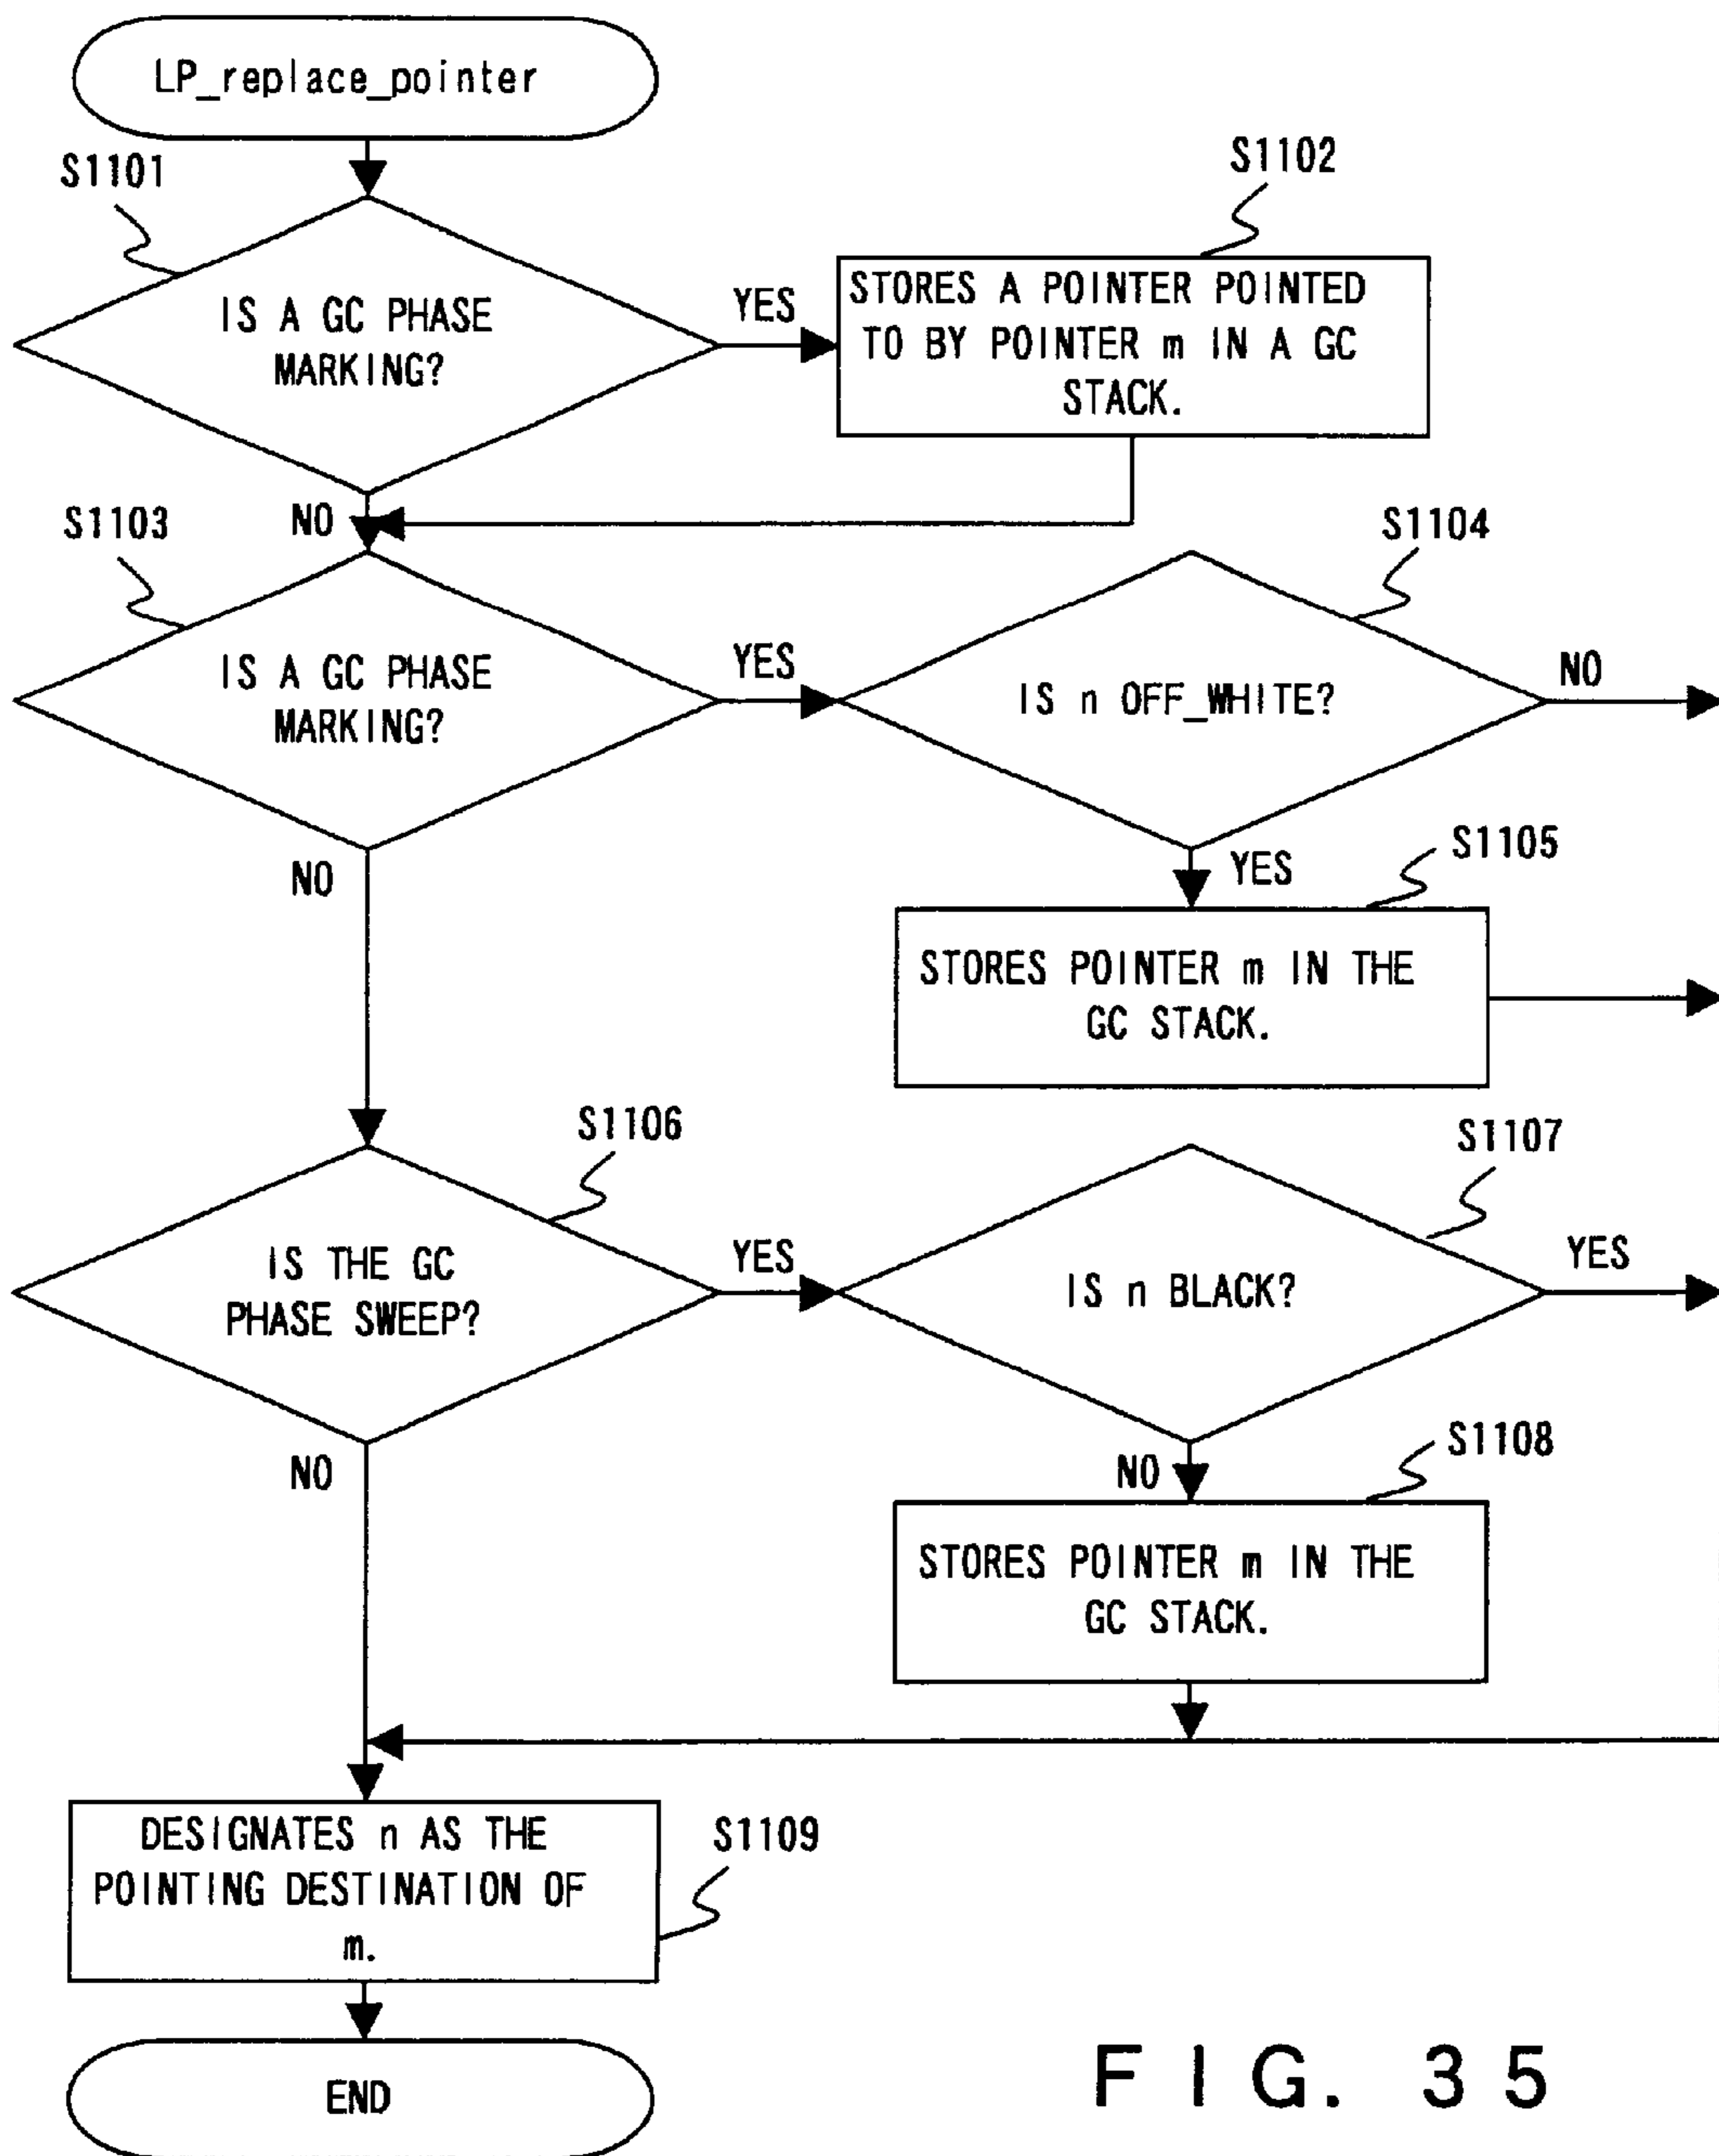 LP_replace_pointer
S1101
S1102
IS A GC PHASE
MARKING?
YES
STORES A POINTER POINTED
TO BY POINTER m IN A GC
STACK.
NO
S1103
S1104
IS A GC PHASE
MARKING?
YES
IS n OFF_WHITE?
NO
NO
YES
S1105
STORES POINTER m IN THE
GC STACK.
S1106
S1107
IS THE GC
PHASE SWEEP?
YES
IS n BLACK?
YES
NO
NO
S1108
STORES POINTER m IN THE
GC STACK.
DESIGNATES n AS THE
POINTING DESTINATION OF
m.
S1109
END
FIG. 35